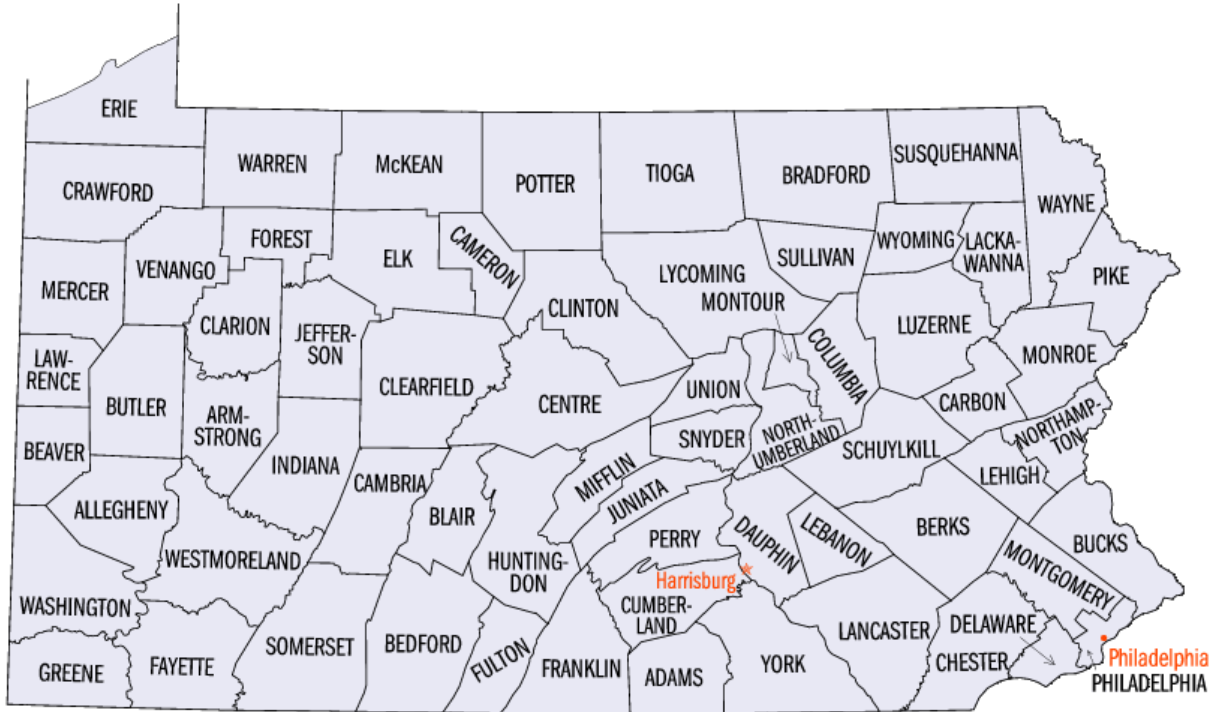 ERIE
WARREN
McKEAN
POTTER
TIOGA
BRADFORD
SUSQUEHANNA
CRAWFORD
WAYNE
FOREST
ELK
CAMERON
WYOMING
LACKA-
WANNA
SULLIVAN
VENANGO
LYCOMING
PIKE
MERCER
MONTOUR
CLINTON
CLARION
JEFFER-
SON
LUZERNE
COLUMBIA
MONROE
LAW-
RENCE
CLEARFIELD
UNION
CENTRE
CARBON
BUTLER
ARM-
STRONG
SNYDER
NORTH-
UMBERLAND
NORTHAMP-
TON
BEAVER
SCHUYLKILL
INDIANA
MIFFLIN
LEHIGH
CAMBRIA
JUNIATA
ALLEGHENY
BLAIR
BERKS
PERRY
DAUPHIN
LEBANON
BUCKS
WESTMORELAND
HUNTING-
DON
MONTGOMERY
Harrisburg
WASHINGTON
CUMBER-
LAND
DELAWARE
LANCASTER
SOMERSET
BEDFORD
FULTON
FRANKLIN
ADAMS
YORK
CHESTER
GREENE
FAYETTE
Philadelphia
PHILADELPHIA